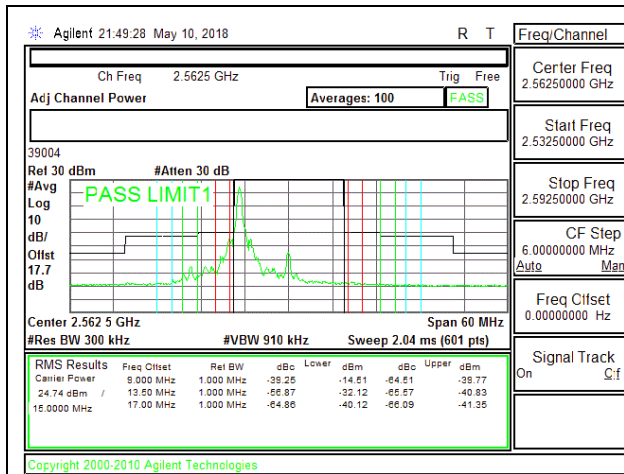 Agilent 21:49:28 May 10, 2018 R T
Freq/Channel
Ch Freq 2.5625 GHz Trig Free
Adj Channel Power Averages: 100 PASS
39004
Ref 30 dBm #Atten 30 dB
#Avg
Log
10
dB/
Offst
17.7
dB
PASS LIMIT1
Center 2.562 5 GHz Span 60 MHz
#Res BW 300 kHz #VBW 910 kHz Sweep 2.04 ms (601 pts)
RMS Results Freq Offset Ref BW dBc Lower dBm dBc Upper dBm
Carrier Power 9.000 MHz 1.000 MHz -39.25 -14.51 -64.51 -39.77
24.74 dBm / 13.50 MHz 1.000 MHz -56.87 -32.12 -65.57 -40.83
15.0000 MHz 17.00 MHz 1.000 MHz -64.86 -40.12 -66.09 -41.35
Copyright 2000-2010 Agilent Technologies
Center Freq
2.56250000 GHz
Start Freq
2.53250000 GHz
Stop Freq
2.59250000 GHz
CF Step
6.00000000 MHz
Auto Man
Freq Offset
0.00000000 Hz
Signal Track
On Off